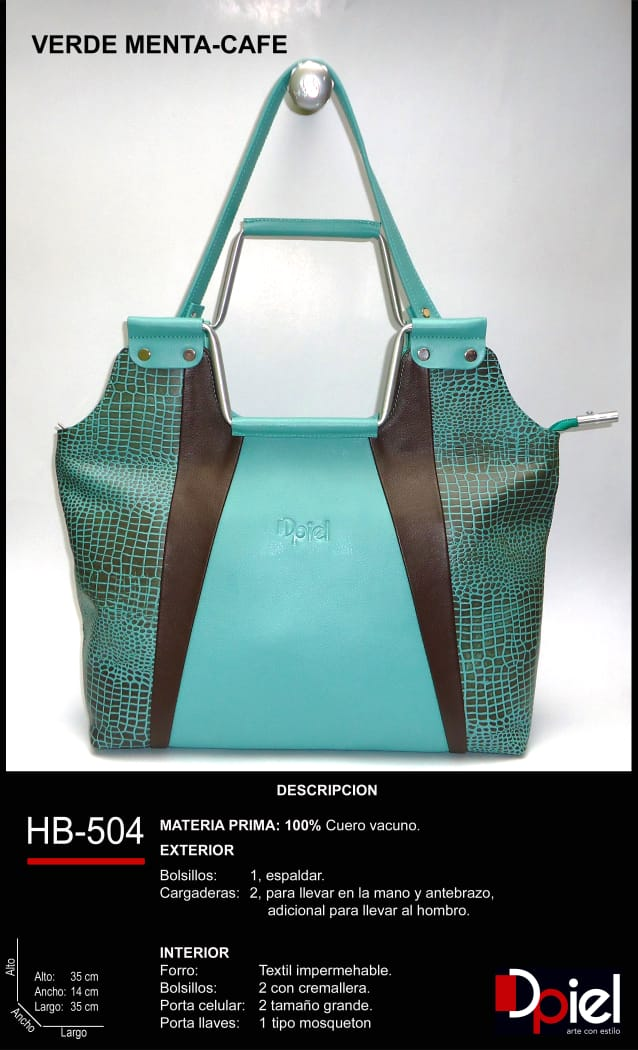 VERDE MENTA-CAFE
Dpiel
DESCRIPCION
HB-504
MATERIA PRIMA: 100% Cuero vacuno.
EXTERIOR
Bolsillos: 1, espaldar.
Cargaderas: 2, para llevar en la mano y antebrazo,
adicional para llevar al hombro.
INTERIOR
Forro: Textil impermehable.
Bolsillos: 2 con cremallera.
Porta celular: 2 tamaño grande.
Porta llaves: 1 tipo mosqueton
Alto
Ancho
Largo
Alto: 35 cm
Ancho: 14 cm
Largo: 35 cm
Dpiel
arte con estilo